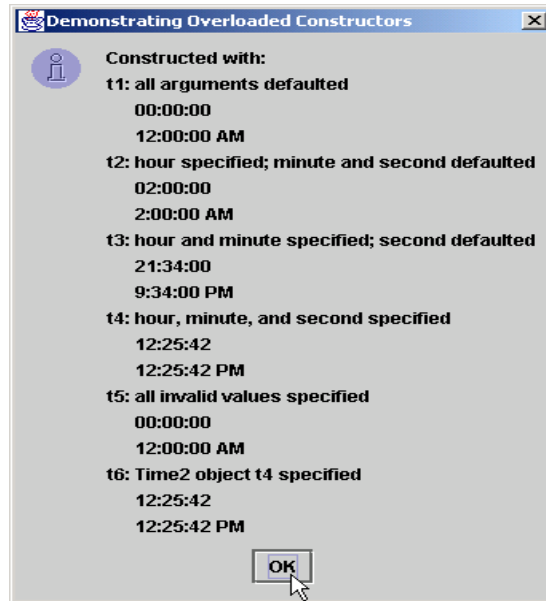 Demonstrating Overloaded Constructors
Constructed with:
t1: all arguments defaulted
00:00:00
12:00:00 AM
t2: hour specified; minute and second defaulted
02:00:00
2:00:00 AM
t3: hour and minute specified; second defaulted
21:34:00
9:34:00 PM
t4: hour, minute, and second specified
12:25:42
12:25:42 PM
t5: all invalid values specified
00:00:00
12:00:00 AM
t6: Time2 object t4 specified
12:25:42
12:25:42 PM
OK